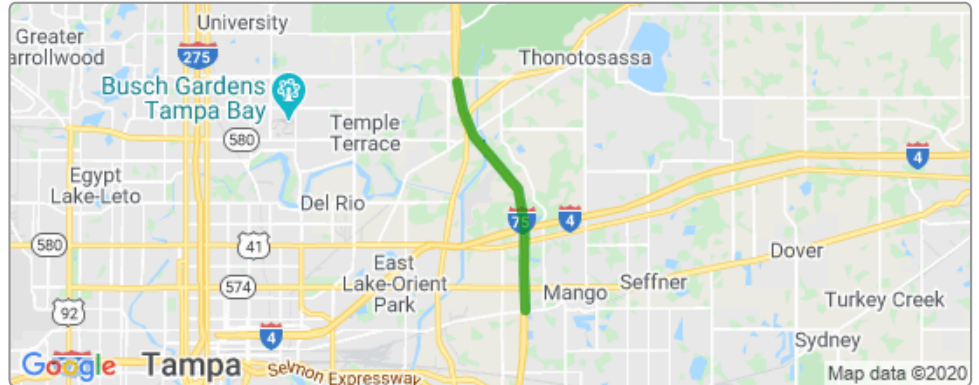 University
Greater
arrollwood
275
Thonotosassa
Busch Gardens
Tampa Bay
580
Temple
Terrace
4
Egypt
Lake-Leto
Del Rio
75
4
580
41
Dover
East
Lake-Orient
Park
574
Mango
Seffner
Turkey Creek
92
4
Sydney
Google
Tampa
Selmon Expressway
Map data ©2020